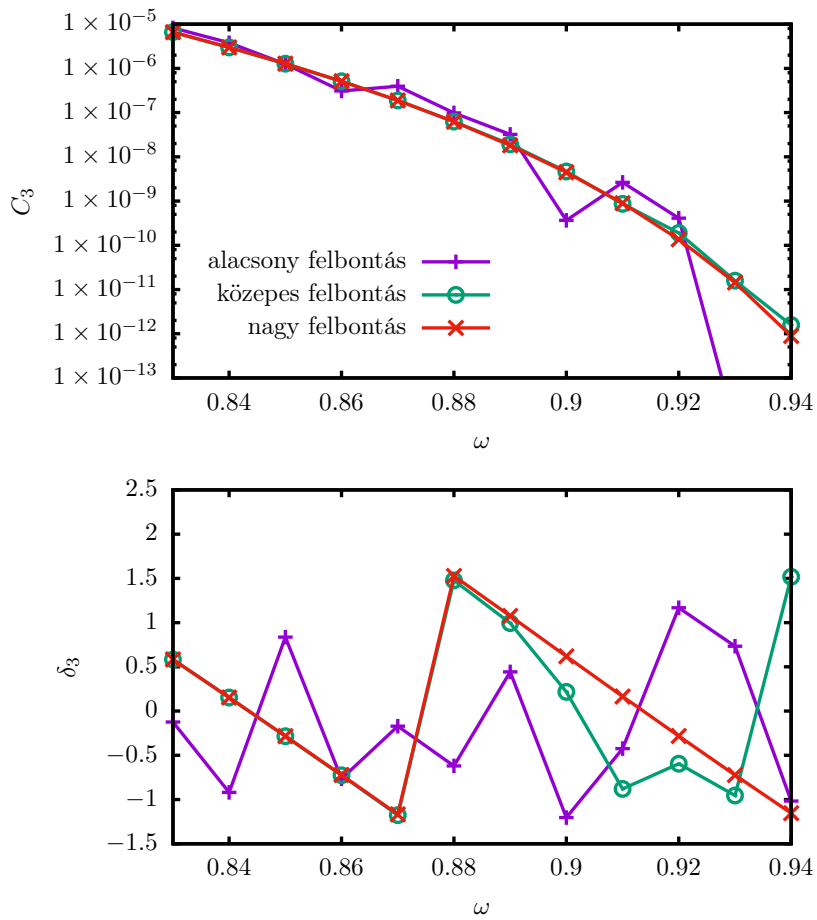 1 × 10⁻⁵
1 × 10⁻⁶
1 × 10⁻⁷
1 × 10⁻⁸
1 × 10⁻⁹
1 × 10⁻¹⁰
1 × 10⁻¹¹
1 × 10⁻¹²
1 × 10⁻¹³
C₃
alacsony felbontás
közepes felbontás
nagy felbontás
0.84 0.86 0.88 0.9 0.92 0.94
ω
2.5
2
1.5
1
0.5
0
−0.5
−1
−1.5
δ₃
0.84 0.86 0.88 0.9 0.92 0.94
ω